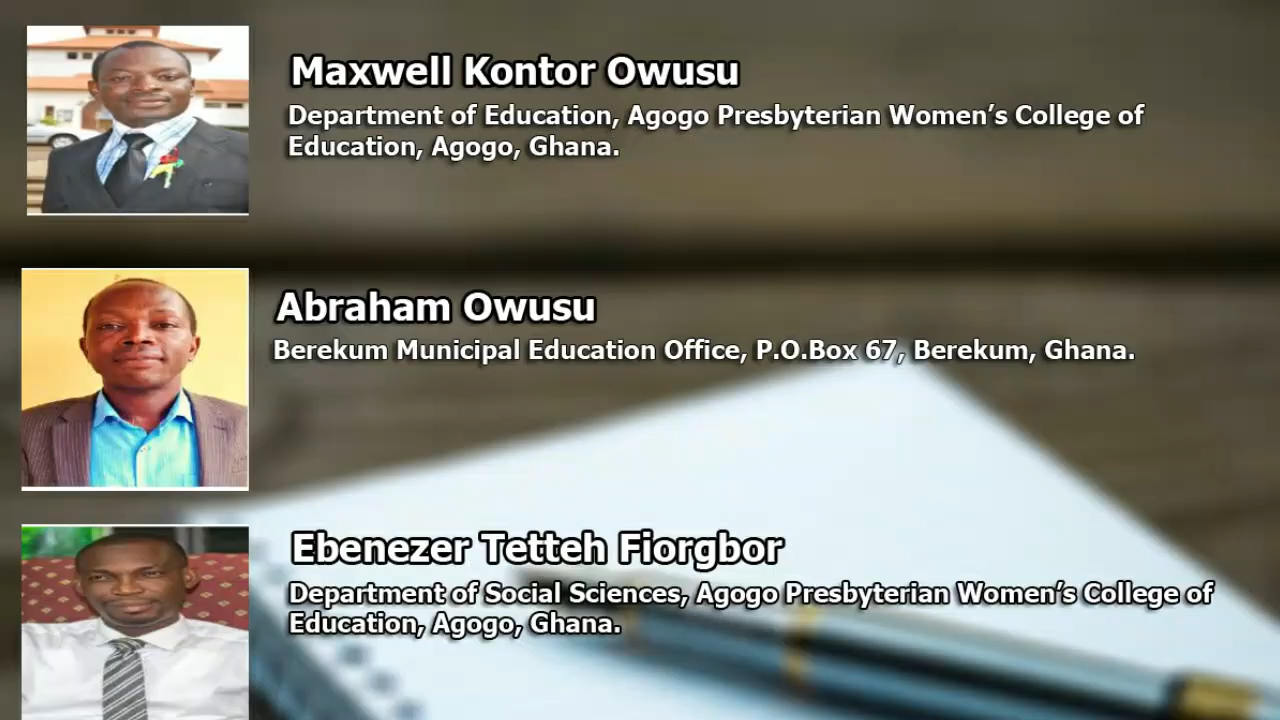 Maxwell Kontor Owusu
Department of Education, Agogo Presbyterian Women’s College of
Education, Agogo, Ghana.
Abraham Owusu
Berekum Municipal Education Office, P.O.Box 67, Berekum, Ghana.
Ebenezer Tetteh Fiorgbor
Department of Social Sciences, Agogo Presbyterian Women’s College of
Education, Agogo, Ghana.